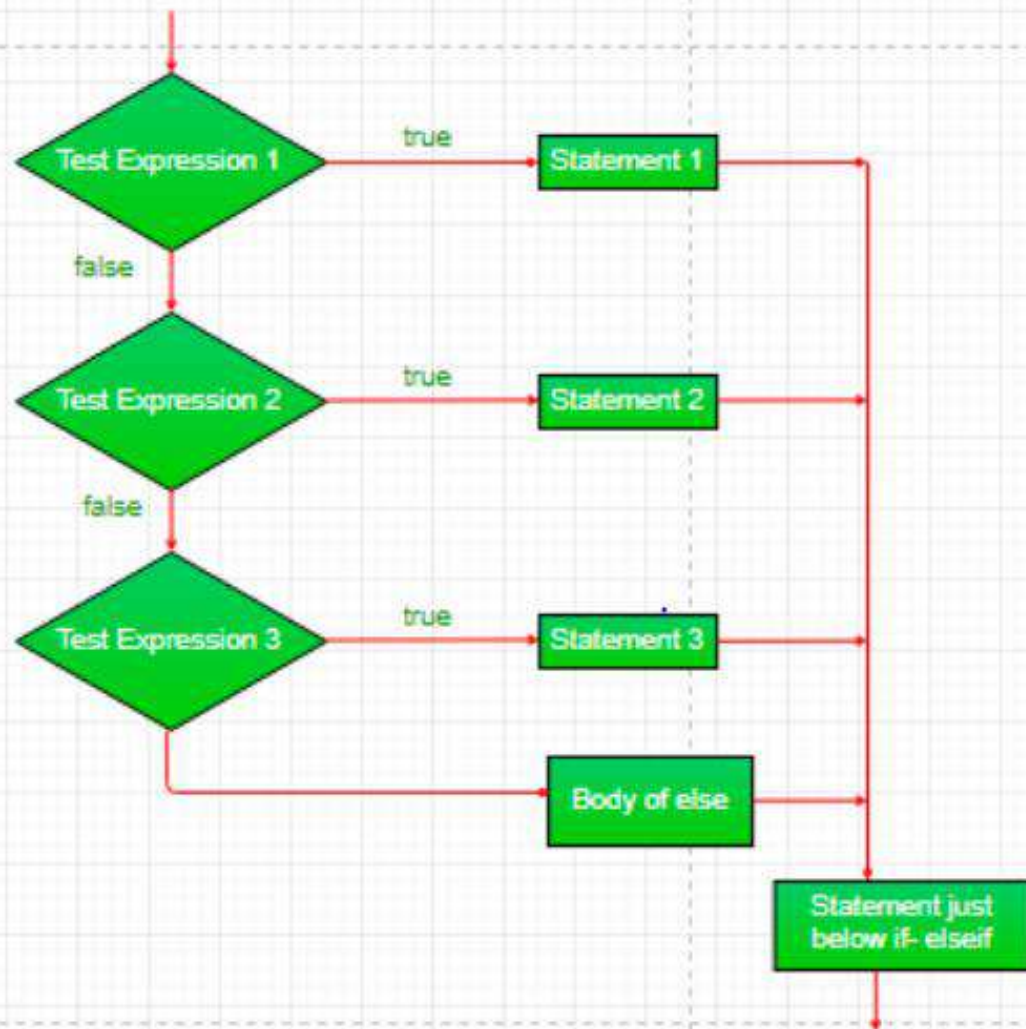 Test Expression 1
true
Statement 1
false
Test Expression 2
true
Statement 2
false
Test Expression 3
true
Statement 3
Body of else
Statement just
below if- elseif